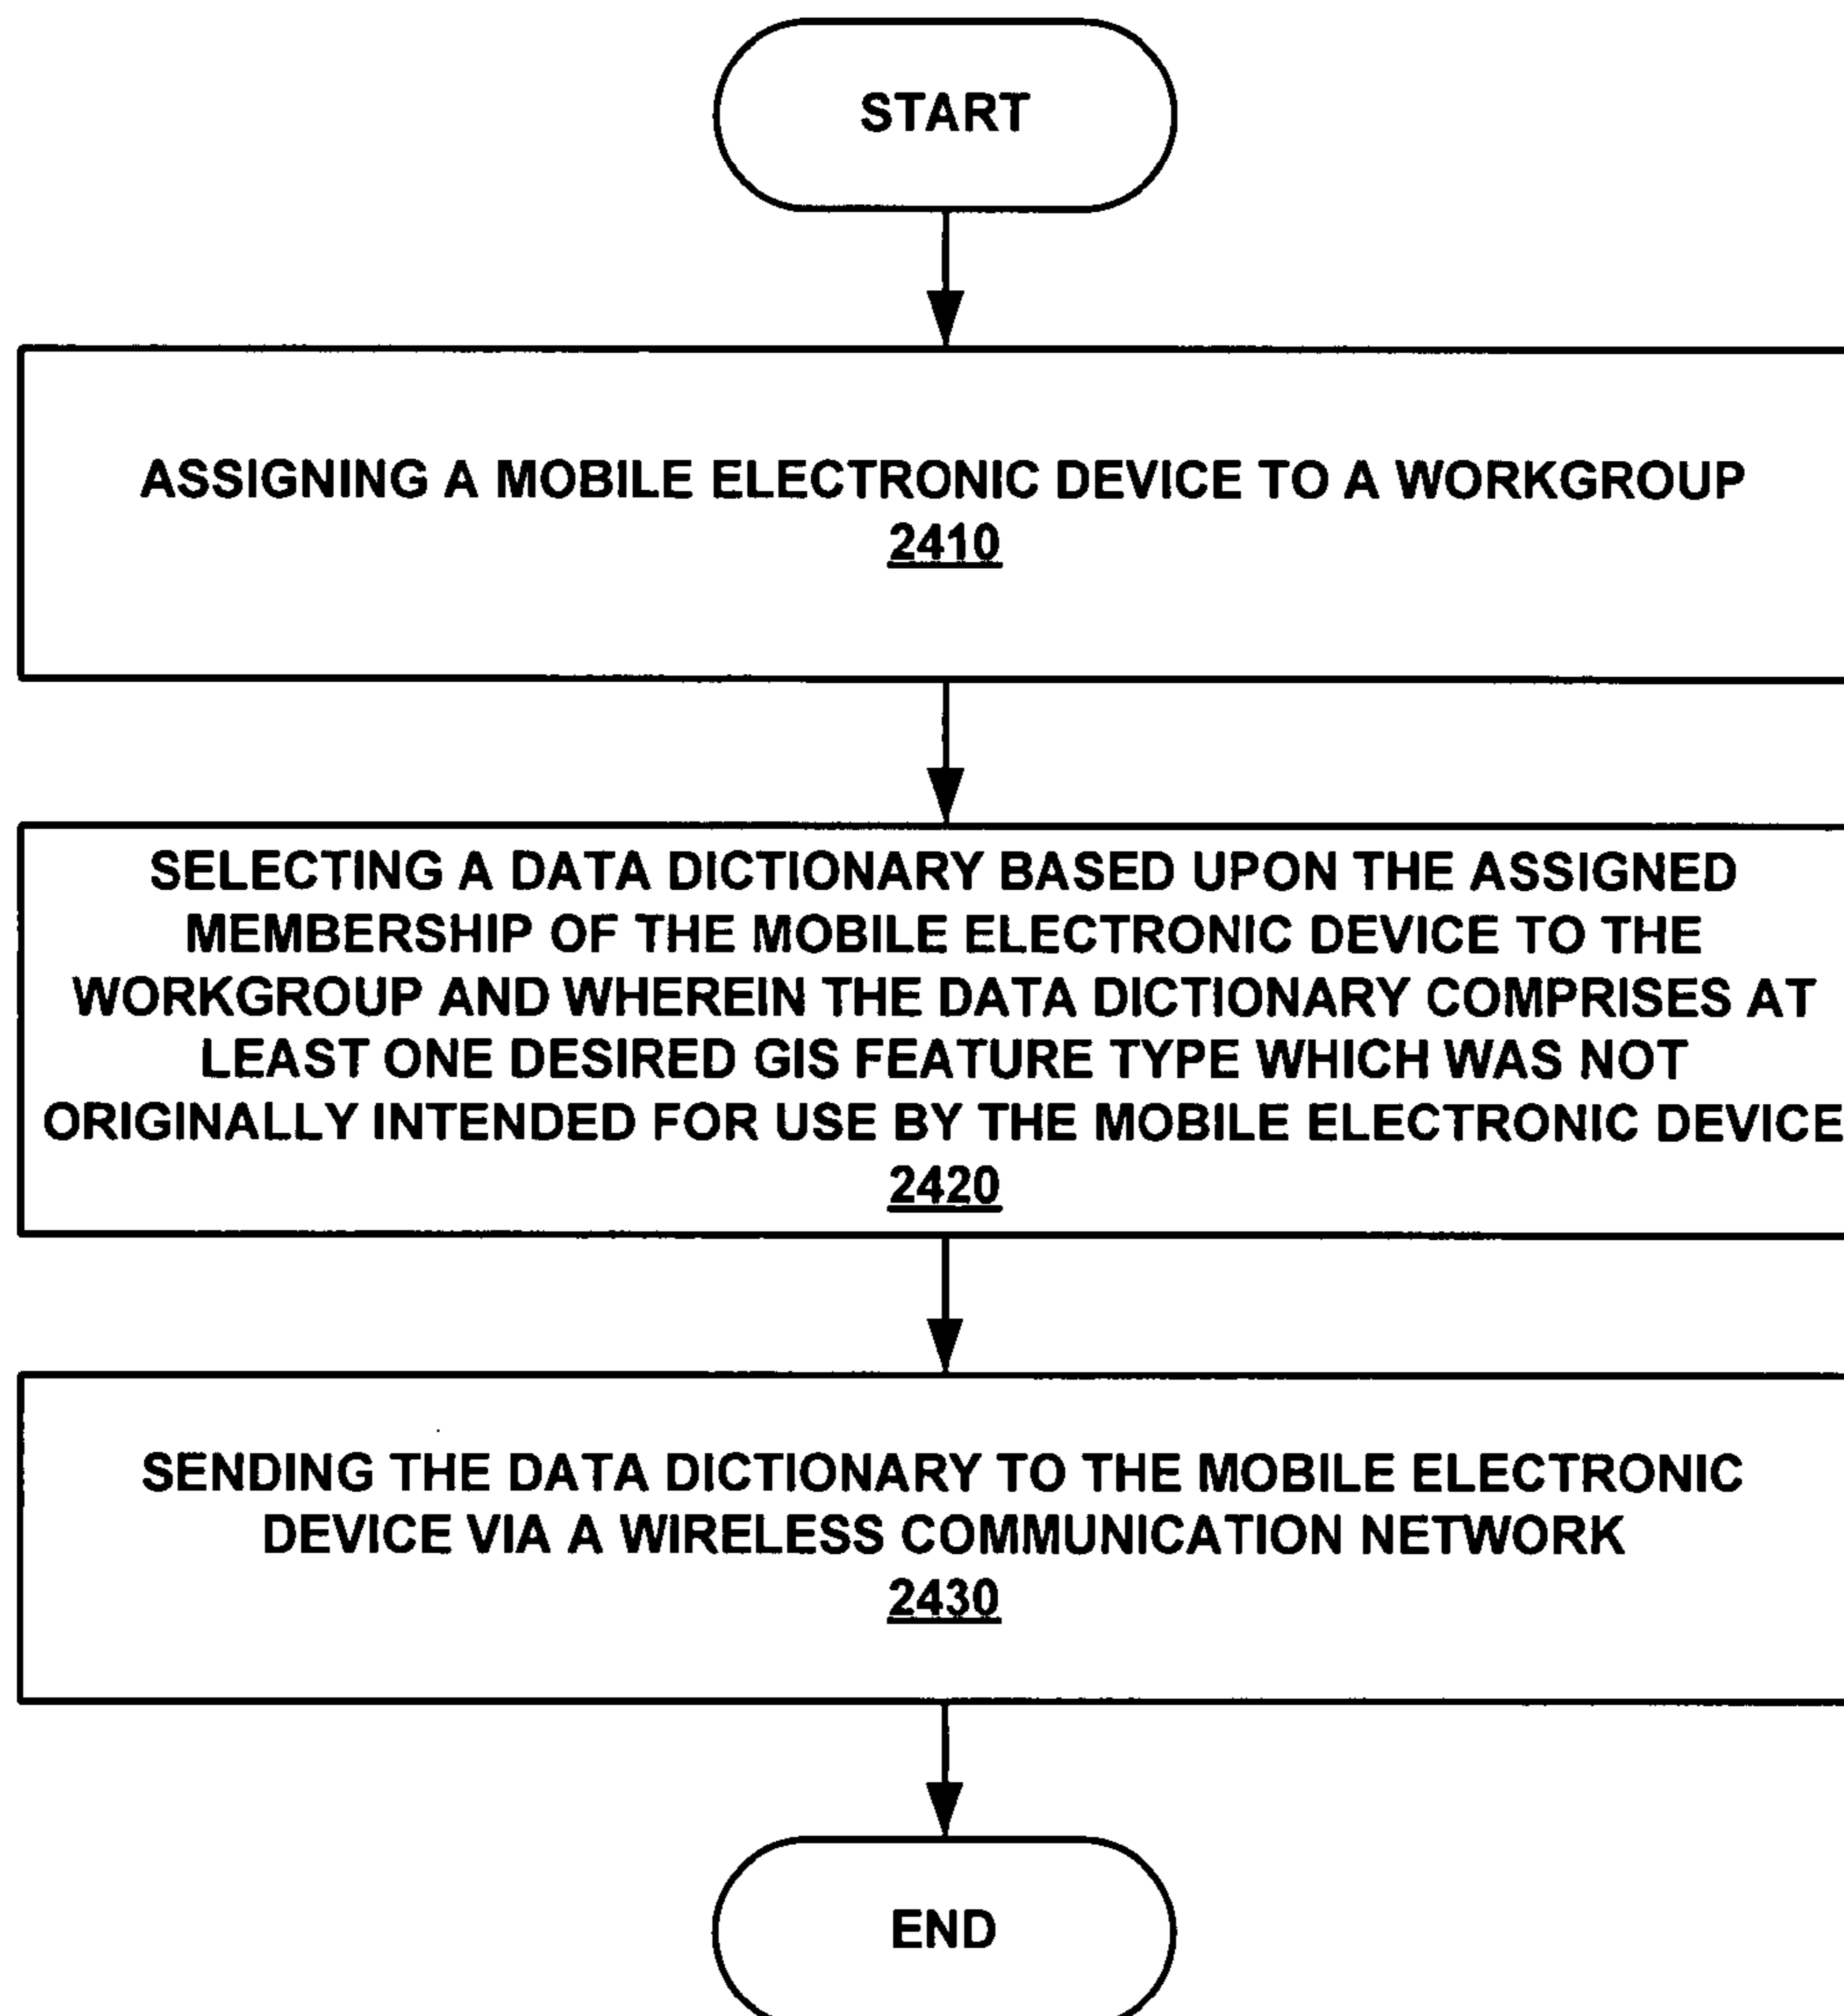 START
ASSIGNING A MOBILE ELECTRONIC DEVICE TO A WORKGROUP
2410
SELECTING A DATA DICTIONARY BASED UPON THE ASSIGNED
MEMBERSHIP OF THE MOBILE ELECTRONIC DEVICE TO THE
WORKGROUP AND WHEREIN THE DATA DICTIONARY COMPRISES AT
LEAST ONE DESIRED GIS FEATURE TYPE WHICH WAS NOT
ORIGINALLY INTENDED FOR USE BY THE MOBILE ELECTRONIC DEVICE
2420
SENDING THE DATA DICTIONARY TO THE MOBILE ELECTRONIC
DEVICE VIA A WIRELESS COMMUNICATION NETWORK
2430
END